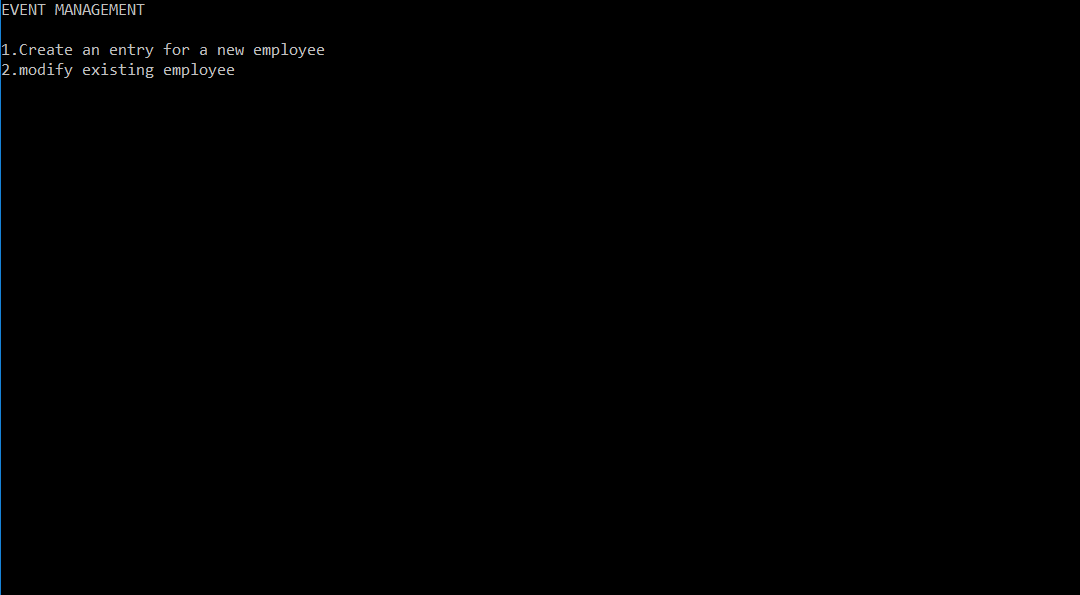 EVENT MANAGEMENT
1.Create an entry for a new employee
2.modify existing employee